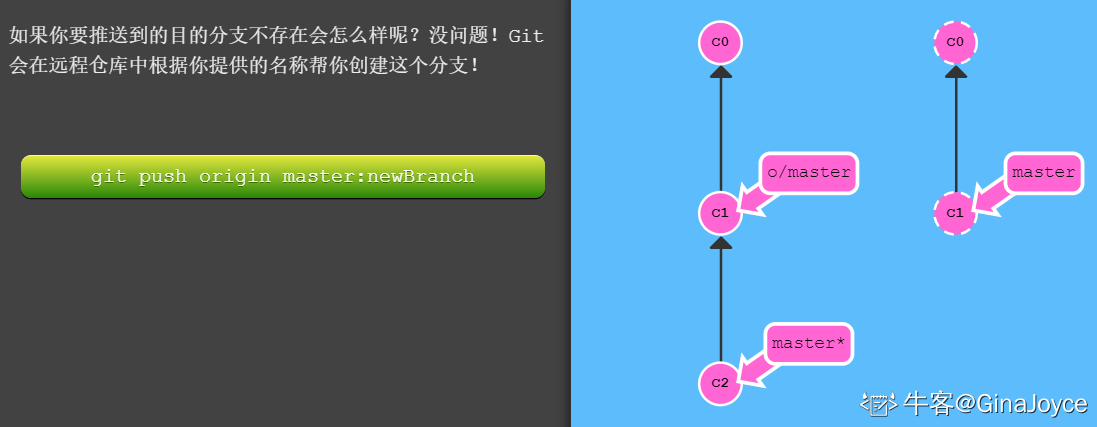 如果你要推送到的目的分支不存在会怎么样呢？没问题！Git
会在远程仓库中根据你提供的名称帮你创建这个分支！
git push origin master:newBranch
C0
C0
o/master
master
C1
C1
master*
C2
牛客@GinaJoyce